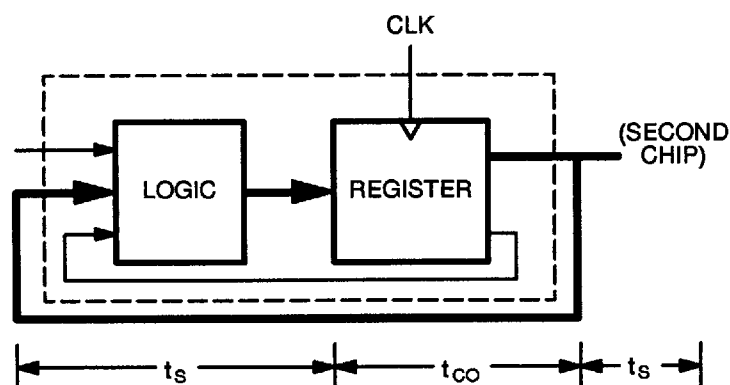 CLK
(SECOND
CHIP)
LOGIC
REGISTER
tS
tCO
tS